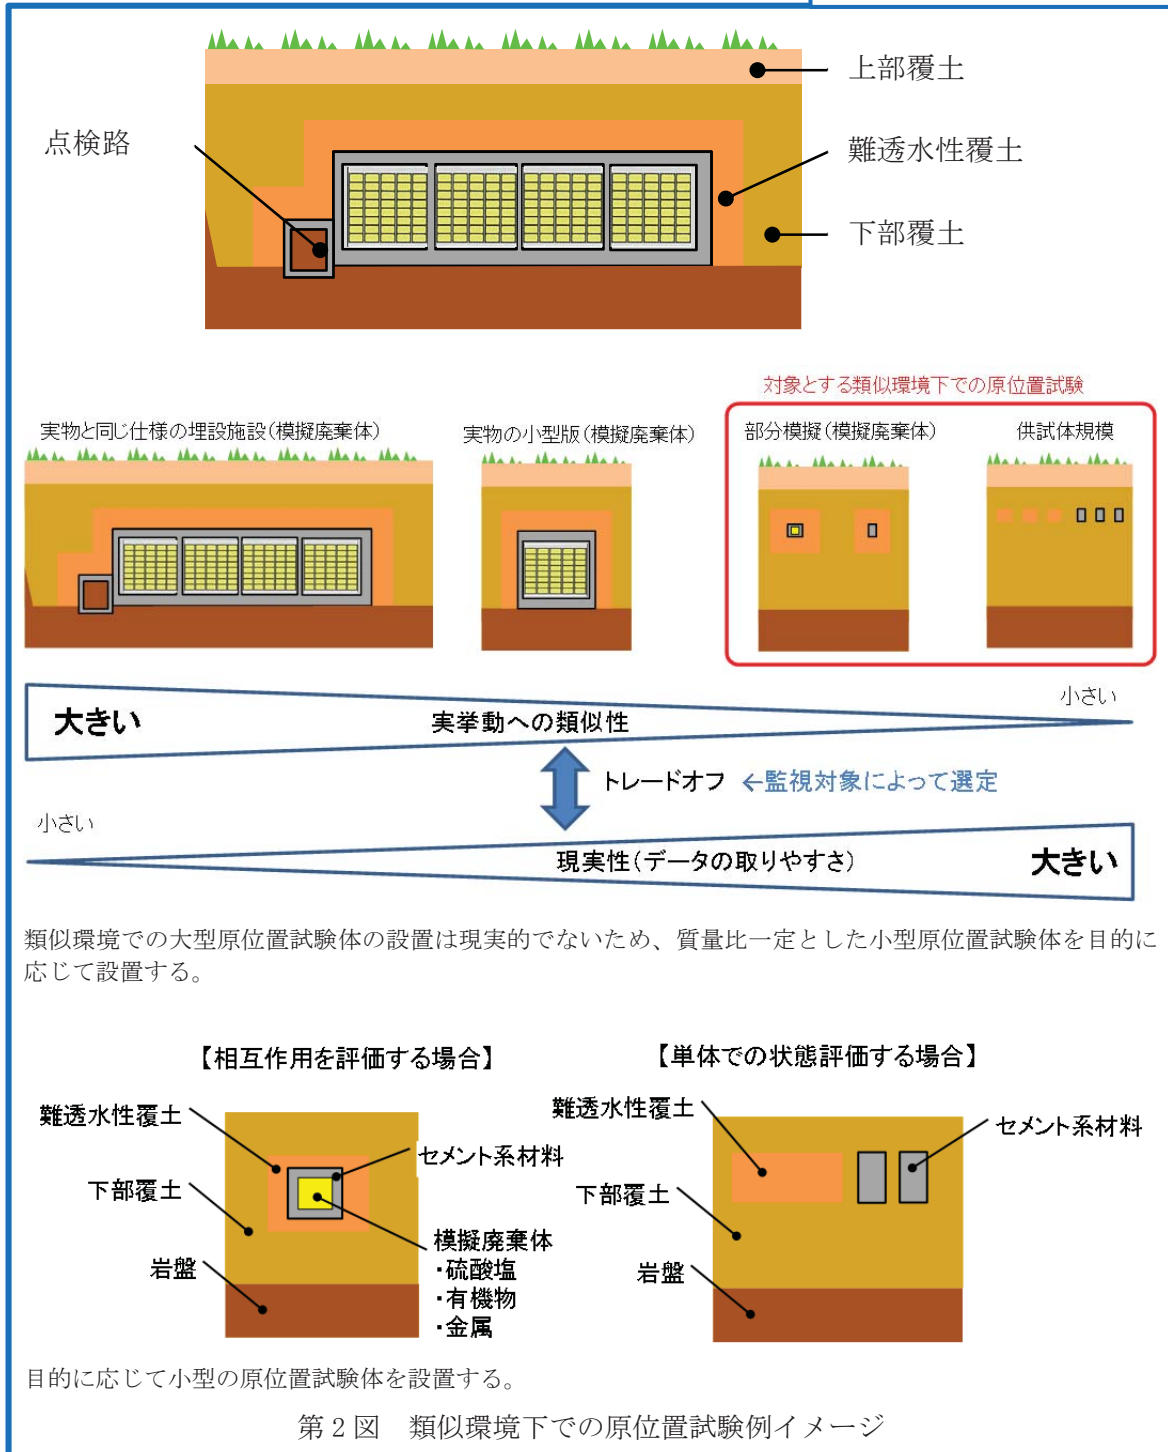 上部覆土
点検路
難透水性覆土
下部覆土
対象とする類似環境下での原位置試験
実物と同じ仕様の埋設施設(模擬廃棄体)
実物の小型版(模擬廃棄体)
部分模擬(模擬廃棄体)
供試体規模
大きい
実挙動への類似性
小さい
トレードオフ ←監視対象によって選定
小さい
現実性(データの取りやすさ)
大きい
類似環境での大型原位置試験体の設置は現実的でないため、質量比一定とした小型原位置試験体を目的に
応じて設置する。
【相互作用を評価する場合】
難透水性覆土
セメント系材料
下部覆土
模擬廃棄体
・硫酸塩
・有機物
・金属
岩盤
【単体での状態評価する場合】
難透水性覆土
セメント系材料
下部覆土
岩盤
目的に応じて小型の原位置試験体を設置する。
第2図 類似環境下での原位置試験例イメージ